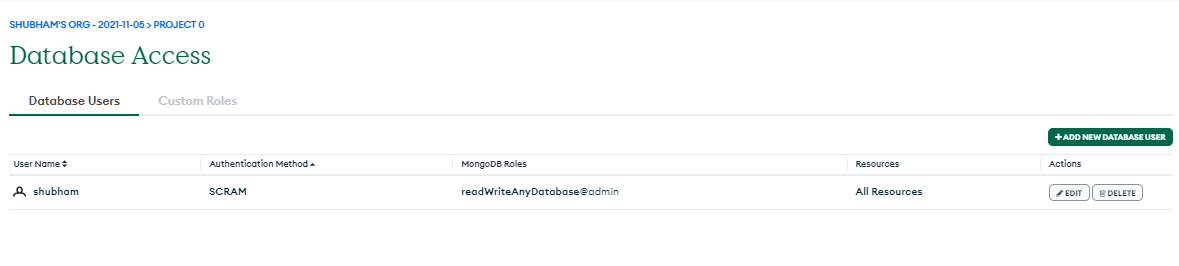 SHUBHAM'S ORG - 2021-11-05 > PROJECT 0
Database Access
Database Users Custom Roles
+ ADD NEW DATABASE USER
User Name Authentication Method MongoDB Roles Resources Actions
shubham SCRAM readWriteAnyDatabase@admin All Resources EDIT DELETE